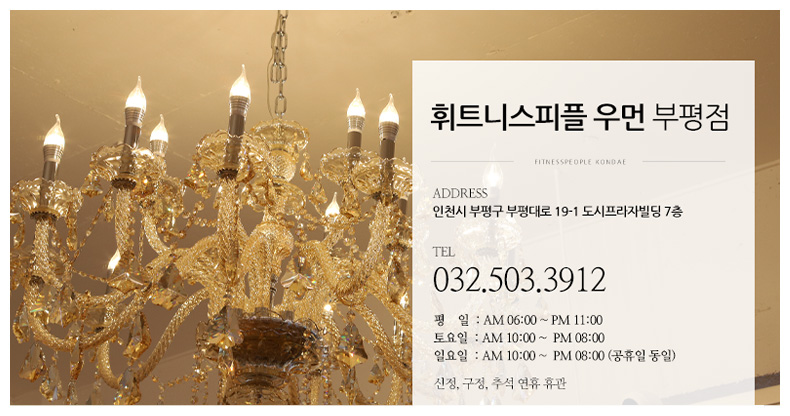 휘트니스피플 우먼 부평점
FITNESSPEOPLE KONDAE
ADDRESS
인천시 부평구 부평대로 19-1 도시프라자빌딩 7층
TEL
032.503.3912
평 일 : AM 06:00 ~ PM 11:00
토요일 : AM 10:00 ~ PM 08:00
일요일 : AM 10:00 ~ PM 08:00 (공휴일 동일)
신정, 구정, 추석 연휴 휴관